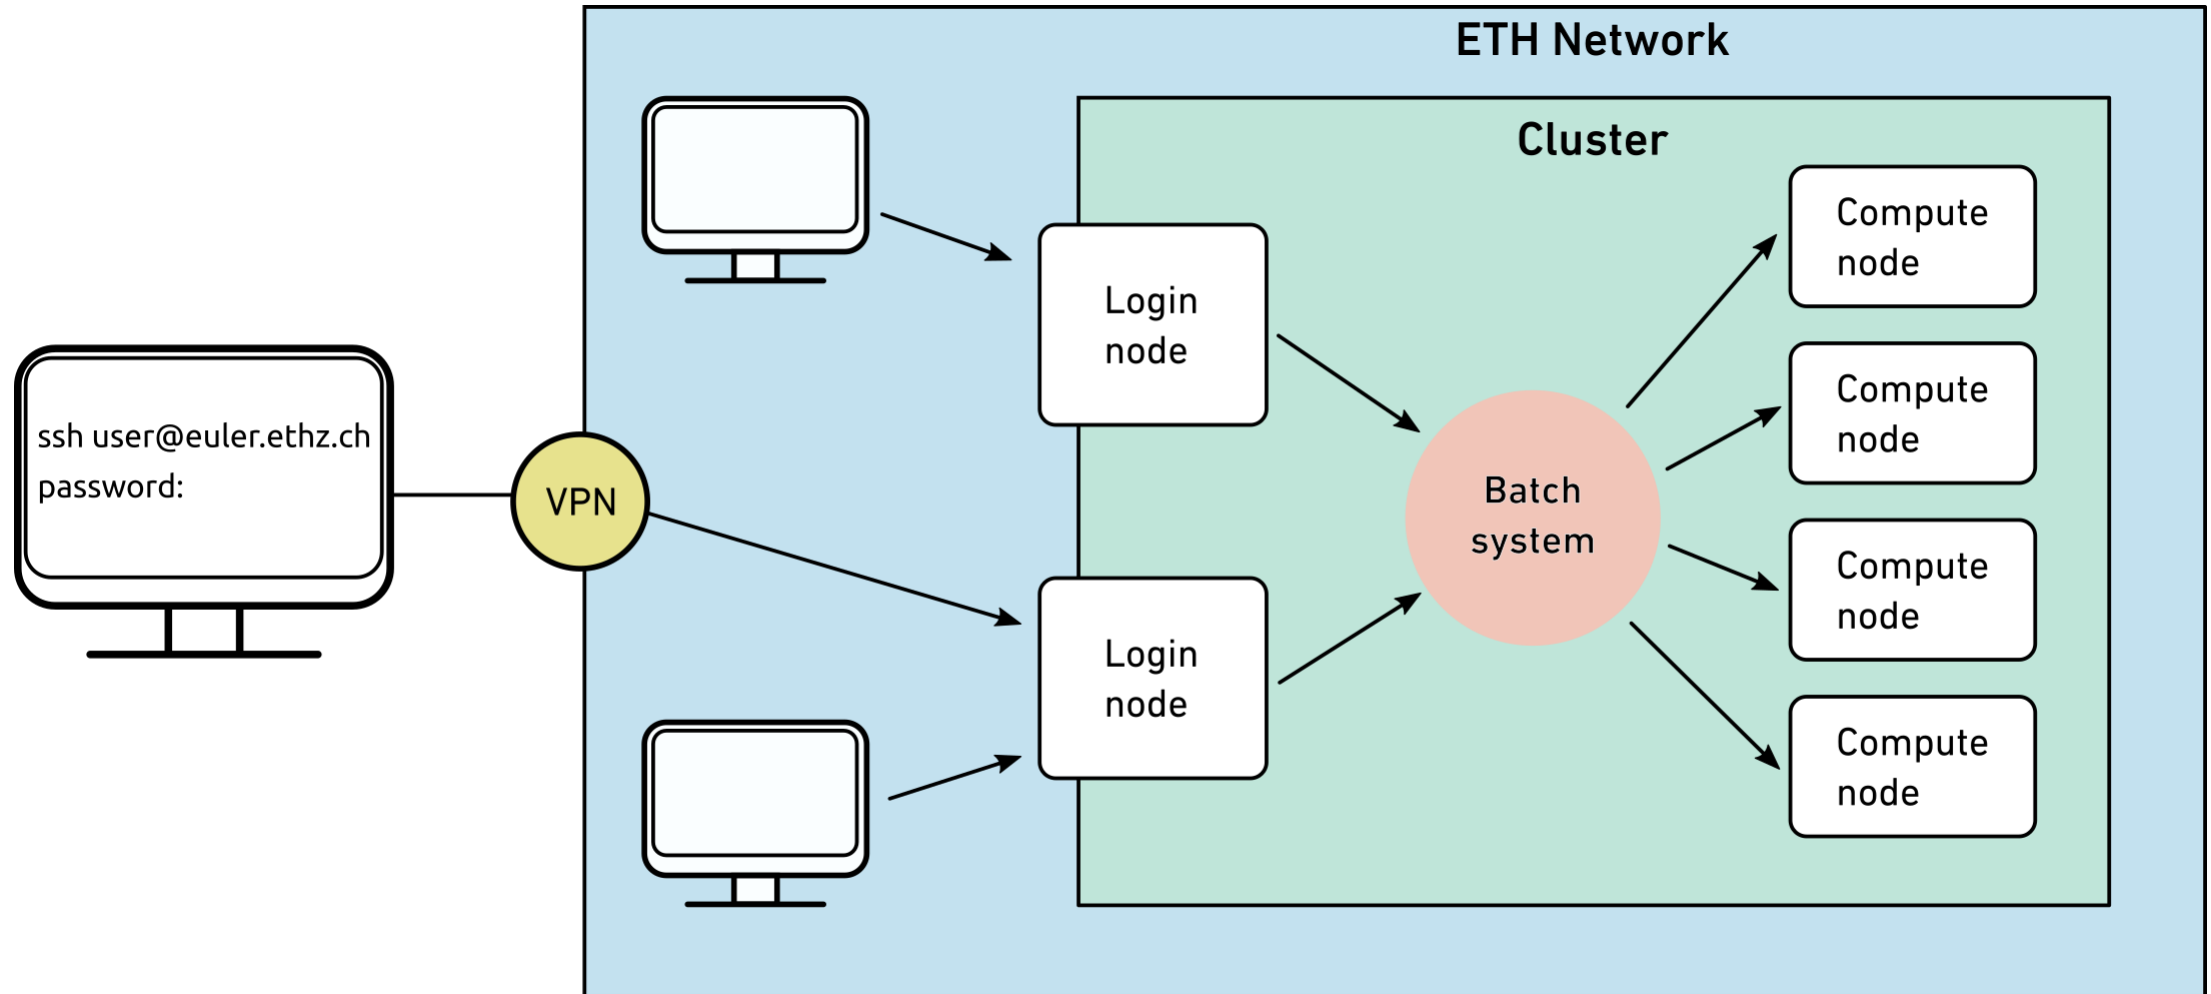 ETH Network
Cluster
ssh user@euler.ethz.ch
password:
VPN
Login
node
Login
node
Batch
system
Compute
node
Compute
node
Compute
node
Compute
node